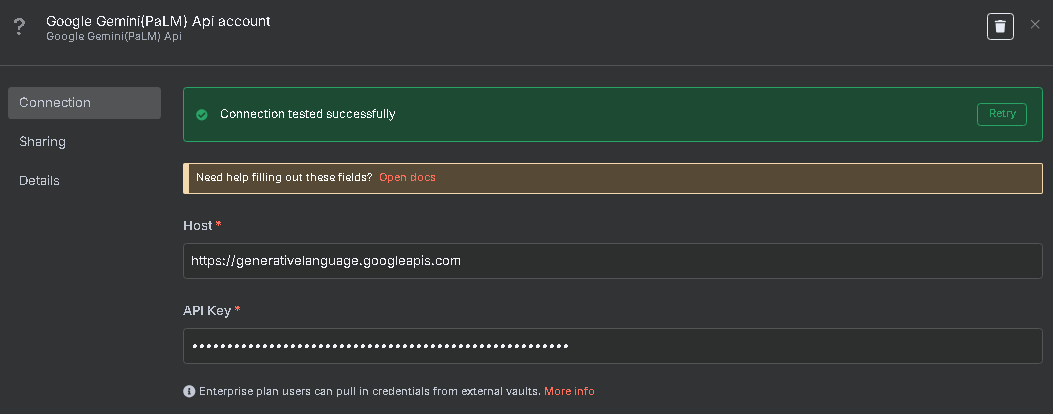 ?
Google Gemini(PaLM) Api account
Google Gemini(PaLM) Api
Connection
Sharing
Details
Connection tested successfully
Retry
Need help filling out these fields? Open docs
Host *
https://generativelanguage.googleapis.com
API Key *
Enterprise plan users can pull in credentials from external vaults. More info